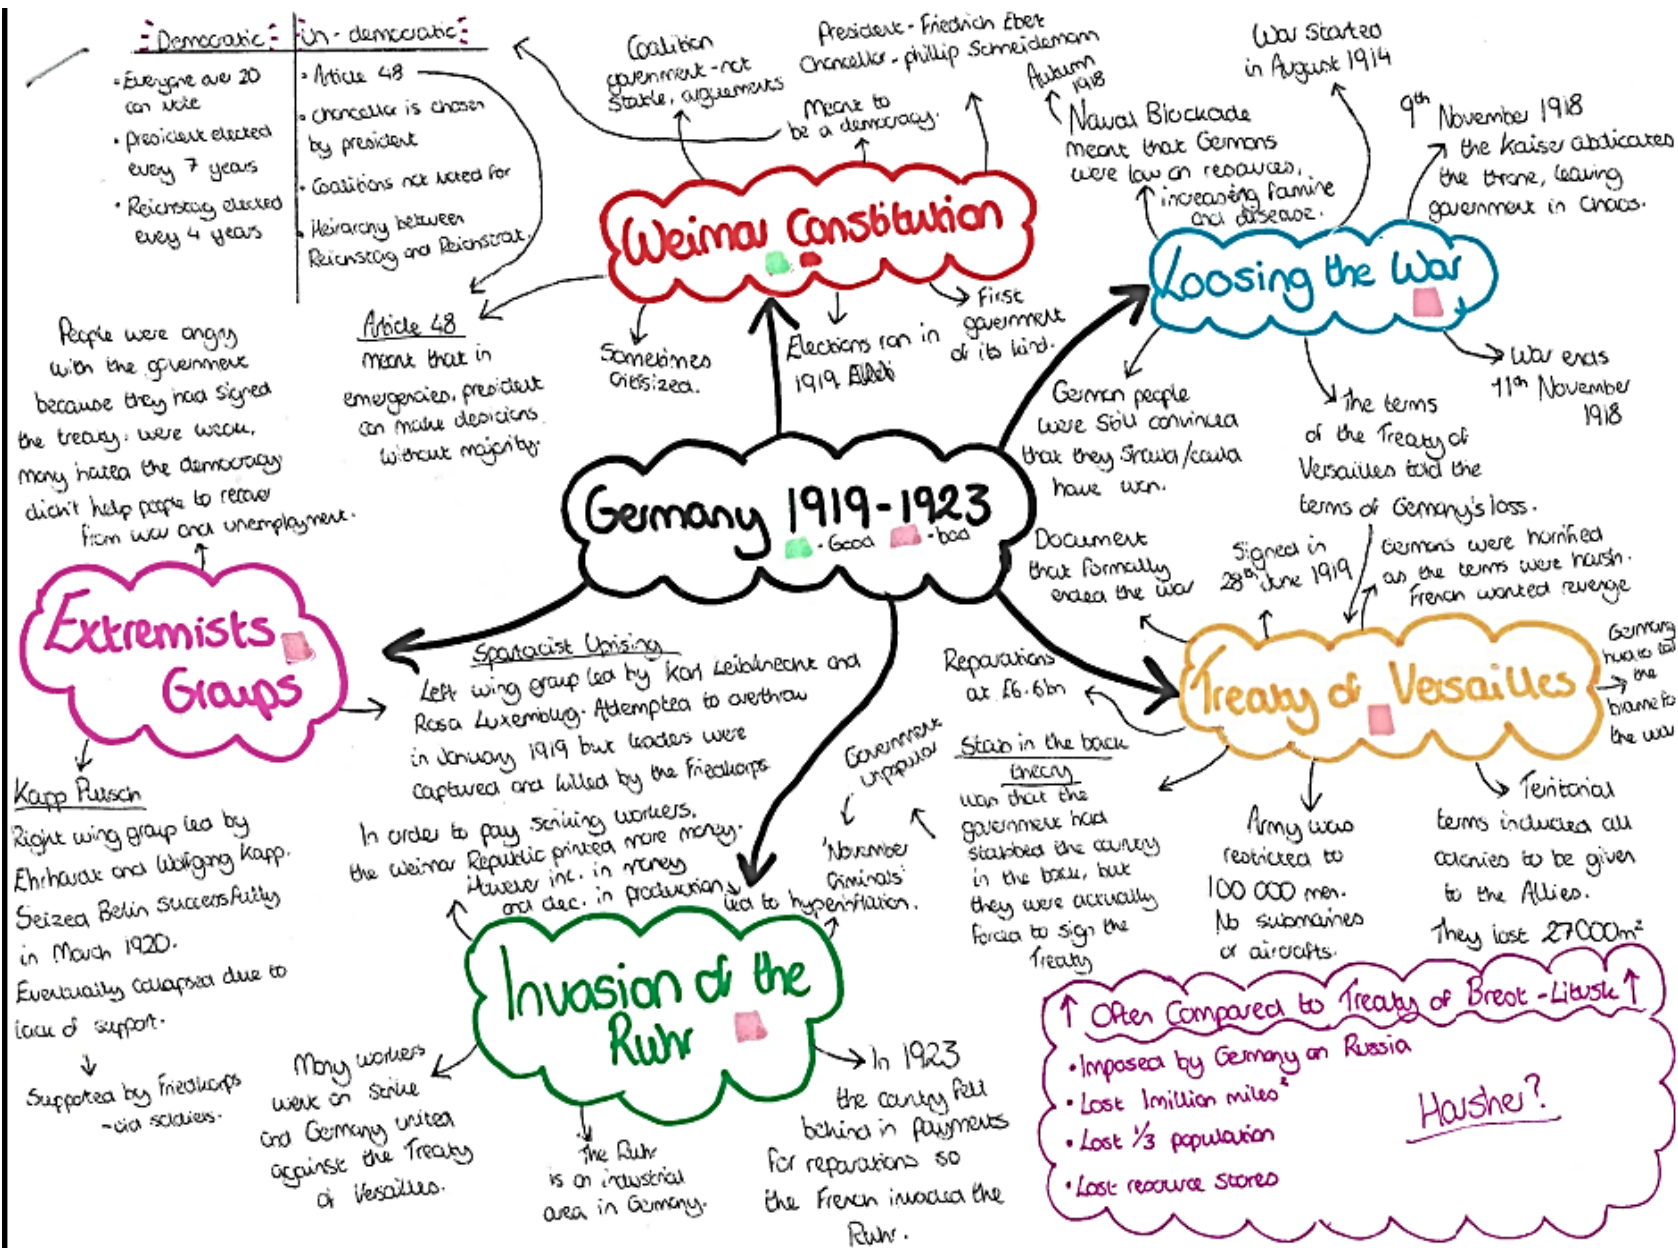 Democratic
• Everyone over 20
can vote
• President elected
every 7 years
• Reichstag elected
evey 4 years
Un-democratic
• Article 48
• chancellor is chosen
by president
• Coalitions not voted for
• Heirarchy between
Reichstag and Reichstrat.
Coalition
government - not
stable, arguements
President - Friedrich Ebert
Chancellor - phillip Schneidemann
Meant to
be a democracy.
Weimar Constitution
Article 48
meant that in
emergencies, president
can make descicions
without majority.
Sometimes
Critisized.
Elections ran in
1919
First
government
of its kind.
Autumn
1918
Naval Blockade
meant that Germans
were low on resources,
increasing famine
and disease.
War Started
in August 1914
9th November 1918
the Kaiser abdicates
the throne, leaving
government in Chaos.
Loosing the War
German people
were still convinced
that they should/could
have won.
The terms
of the Treaty of
Versailles told the
terms of Gemany's loss.
War ends
11th November
1918
Germany 1919-1923
- Good
- bad
People were angry
with the government
because they had signed
the treaty. were weak,
many hated the democracy
didn't help people to recover
from war and unemployment.
Extremists
Groups
Spartacist Uprising
Left wing group led by Karl Leibknecht and
Rosa Luxemburg. Attempted to overthrow
in January 1919 but leaders were
captured and killed by the Friedkorps
Kapp Putsch
Right wing group led by
Ehrhardt and Wolfgang Kapp.
Seized Berlin successfully
in March 1920.
Eventually collapsed due to
lack of support.
Supported by Friedkorps
- old soldiers.
Document
that formally
ended the war
Signed in
28th June 1919
Germans were horrified
as the terms were harsh.
French wanted revenge
Treaty of Versailles
Germany
had to
the
blame for
the war
Reparations
at £6.6bn
Stab in the back
theory
was that the
government had
stabbed the country
in the back, but
they were actually
forced to sign the
Treaty
Army was
restricted to
100 000 men.
No submarines
or aircrafts.
Territorial
terms included all
colonies to be given
to the Allies.
They lost 27000m²
Government
unpopular
'November
Criminals'
In order to pay striking workers,
the Weimar Republic printed more money.
However inc. in money
and dec. in production,
led to hyperinflation.
Invasion of the
Ruhr
Many workers
went on strike
and Germany united
against the Treaty
of Versailles.
The Ruhr
is an industrial
area in Germany.
In 1923
the country fell
behind in payments
for reparations so
the French invaded the
Ruhr.
↑ Often Compared to Treaty of Brest-Litvsk ↑
• Imposed by Germany on Russia
• Lost 1million miles²
• Lost 1/3 population
• Lost resource stores
Harsher?